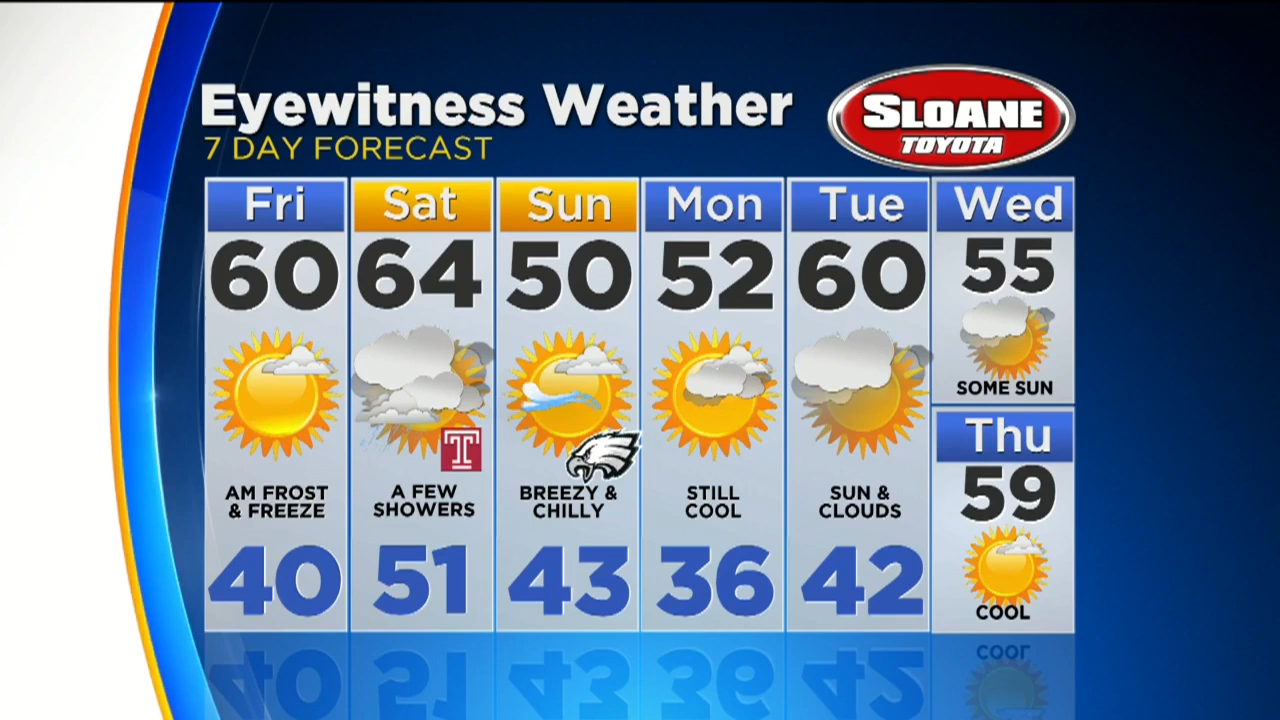 Eyewitness Weather
7 DAY FORECAST
SLOANE
TOYOTA
Fri
60
AM FROST
& FREEZE
40
Sat
64
T
A FEW
SHOWERS
51
Sun
50
BREEZY &
CHILLY
43
Mon
52
STILL
COOL
36
Tue
60
SUN &
CLOUDS
42
Wed
55
SOME SUN
Thu
59
COOL